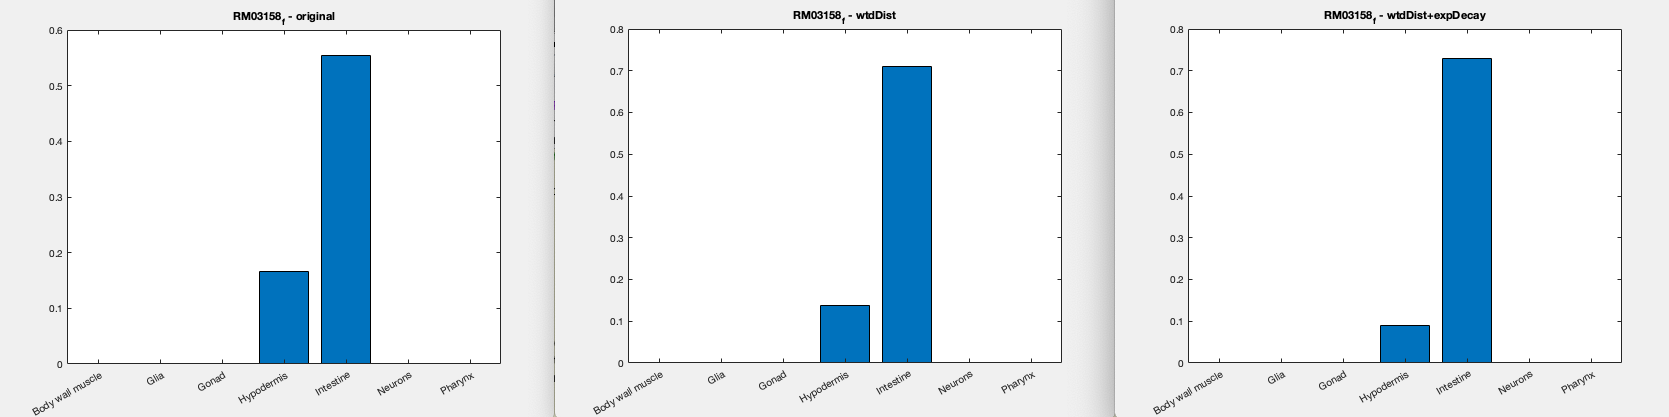 RM03158f - original
0.6
0.5
0.4
0.3
0.2
0.1
0
Body wall muscle
Glia
Gonad
Hypodermis
Intestine
Neurons
Pharynx
RM03158f - wtdDist
0.8
0.7
0.6
0.5
0.4
0.3
0.2
0.1
0
Body wall muscle
Glia
Gonad
Hypodermis
Intestine
Neurons
Pharynx
RM03158f - wtdDist+expDecay
0.8
0.7
0.6
0.5
0.4
0.3
0.2
0.1
0
Body wall muscle
Glia
Gonad
Hypodermis
Intestine
Neurons
Pharynx